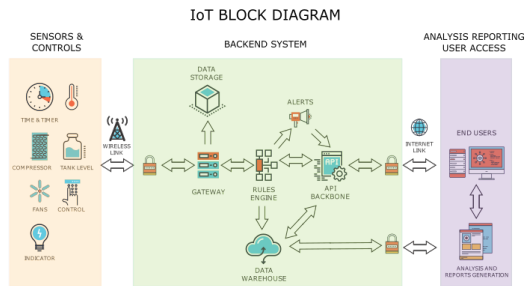 IoT BLOCK DIAGRAM
SENSORS &
CONTROLS
BACKEND SYSTEM
ANALYSIS REPORTING
USER ACCESS
TIME & TIMER
COMPRESSOR
TANK LEVEL
FANS
CONTROL
INDICATOR
WIRELESS
LINK
DATA
STORAGE
GATEWAY
ALERTS
RULES
ENGINE
API
API
BACKBONE
DATA
WAREHOUSE
INTERNET
LINK
END USERS
ANALYSIS AND
REPORTS GENERATION